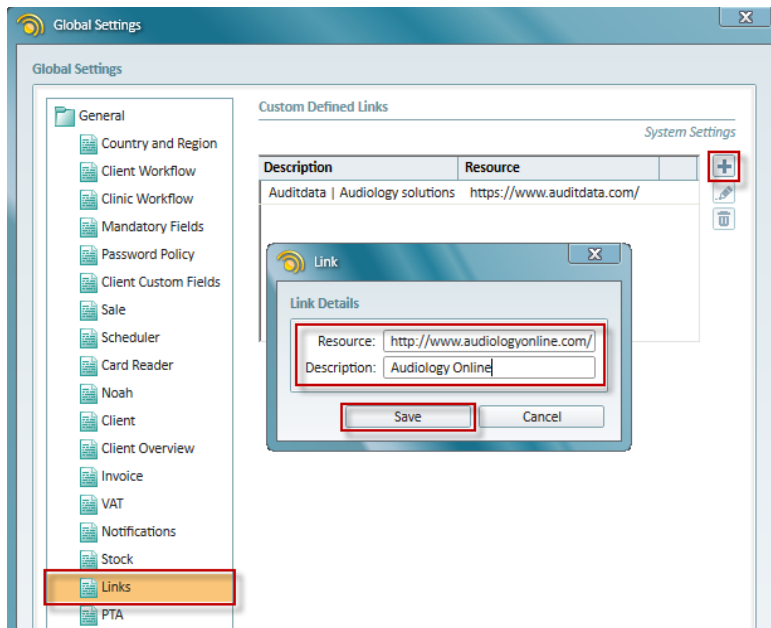 Global Settings
Global Settings
General
Country and Region
Client Workflow
Clinic Workflow
Mandatory Fields
Password Policy
Client Custom Fields
Sale
Scheduler
Card Reader
Noah
Client
Client Overview
Invoice
VAT
Notifications
Stock
Links
PTA
Custom Defined Links
System Settings
Description Resource
Auditdata | Audiology solutions https://www.auditdata.com/
Link
Link Details
Resource: http://www.audiologyonline.com/
Description: Audiology Online
Save Cancel